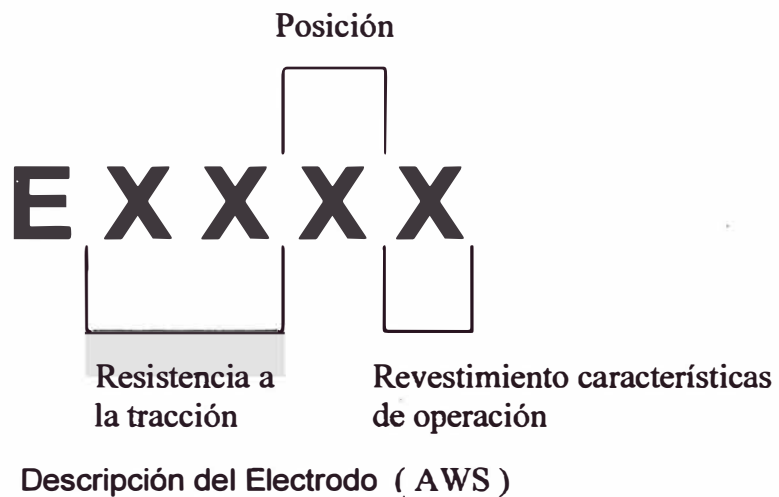 Posición
E X X X X
Resistencia a
la tracción
Revestimiento características
de operación
Descripción del Electrodo ( AWS )